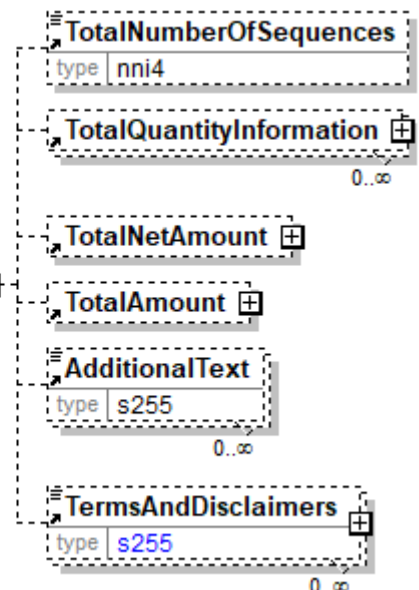 TotalNumberOfSequences
type nni4
TotalQuantityInformation
0..∞
TotalNetAmount
TotalAmount
AdditionalText
type s255
0..∞
TermsAndDisclaimers
type s255
0..∞